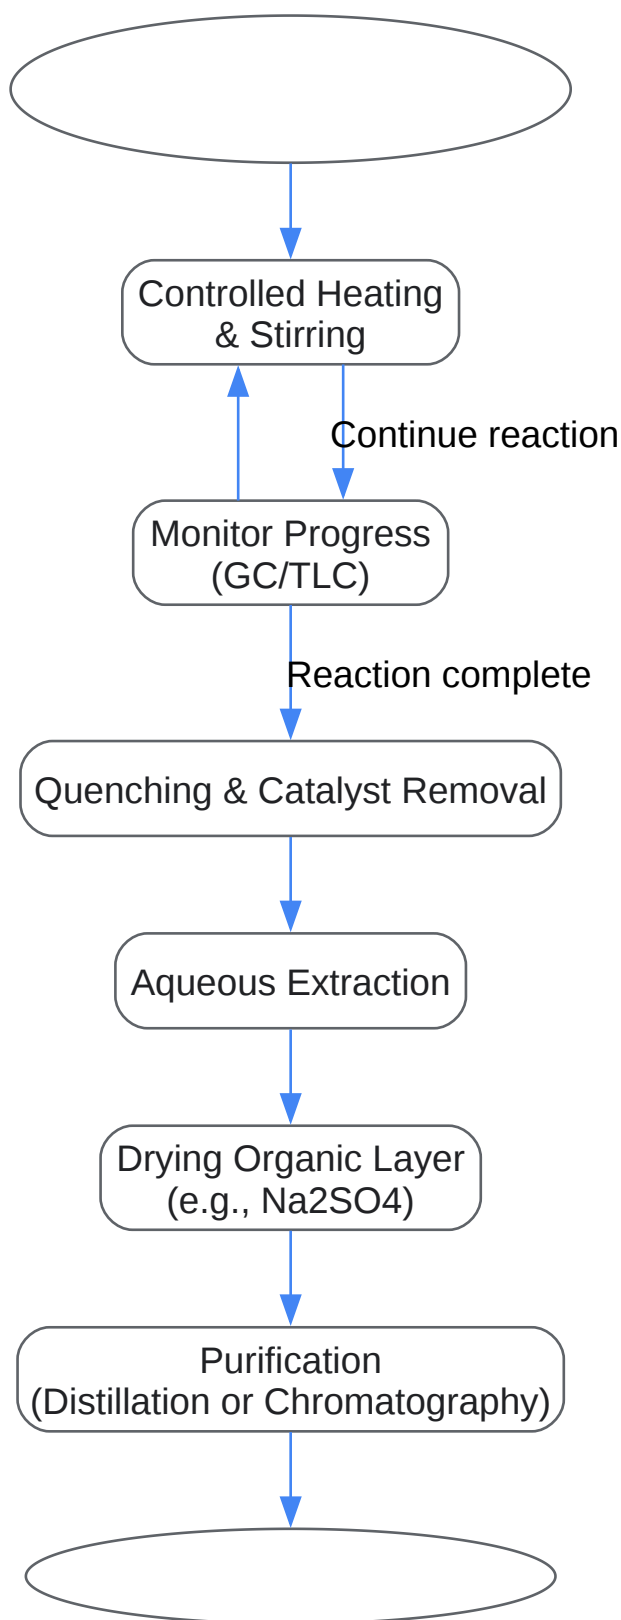 Controlled Heating
& Stirring
Continue reaction
Monitor Progress
(GC/TLC)
Reaction complete
Quenching & Catalyst Removal
Aqueous Extraction
Drying Organic Layer
(e.g., Na2SO4)
Purification
(Distillation or Chromatography)